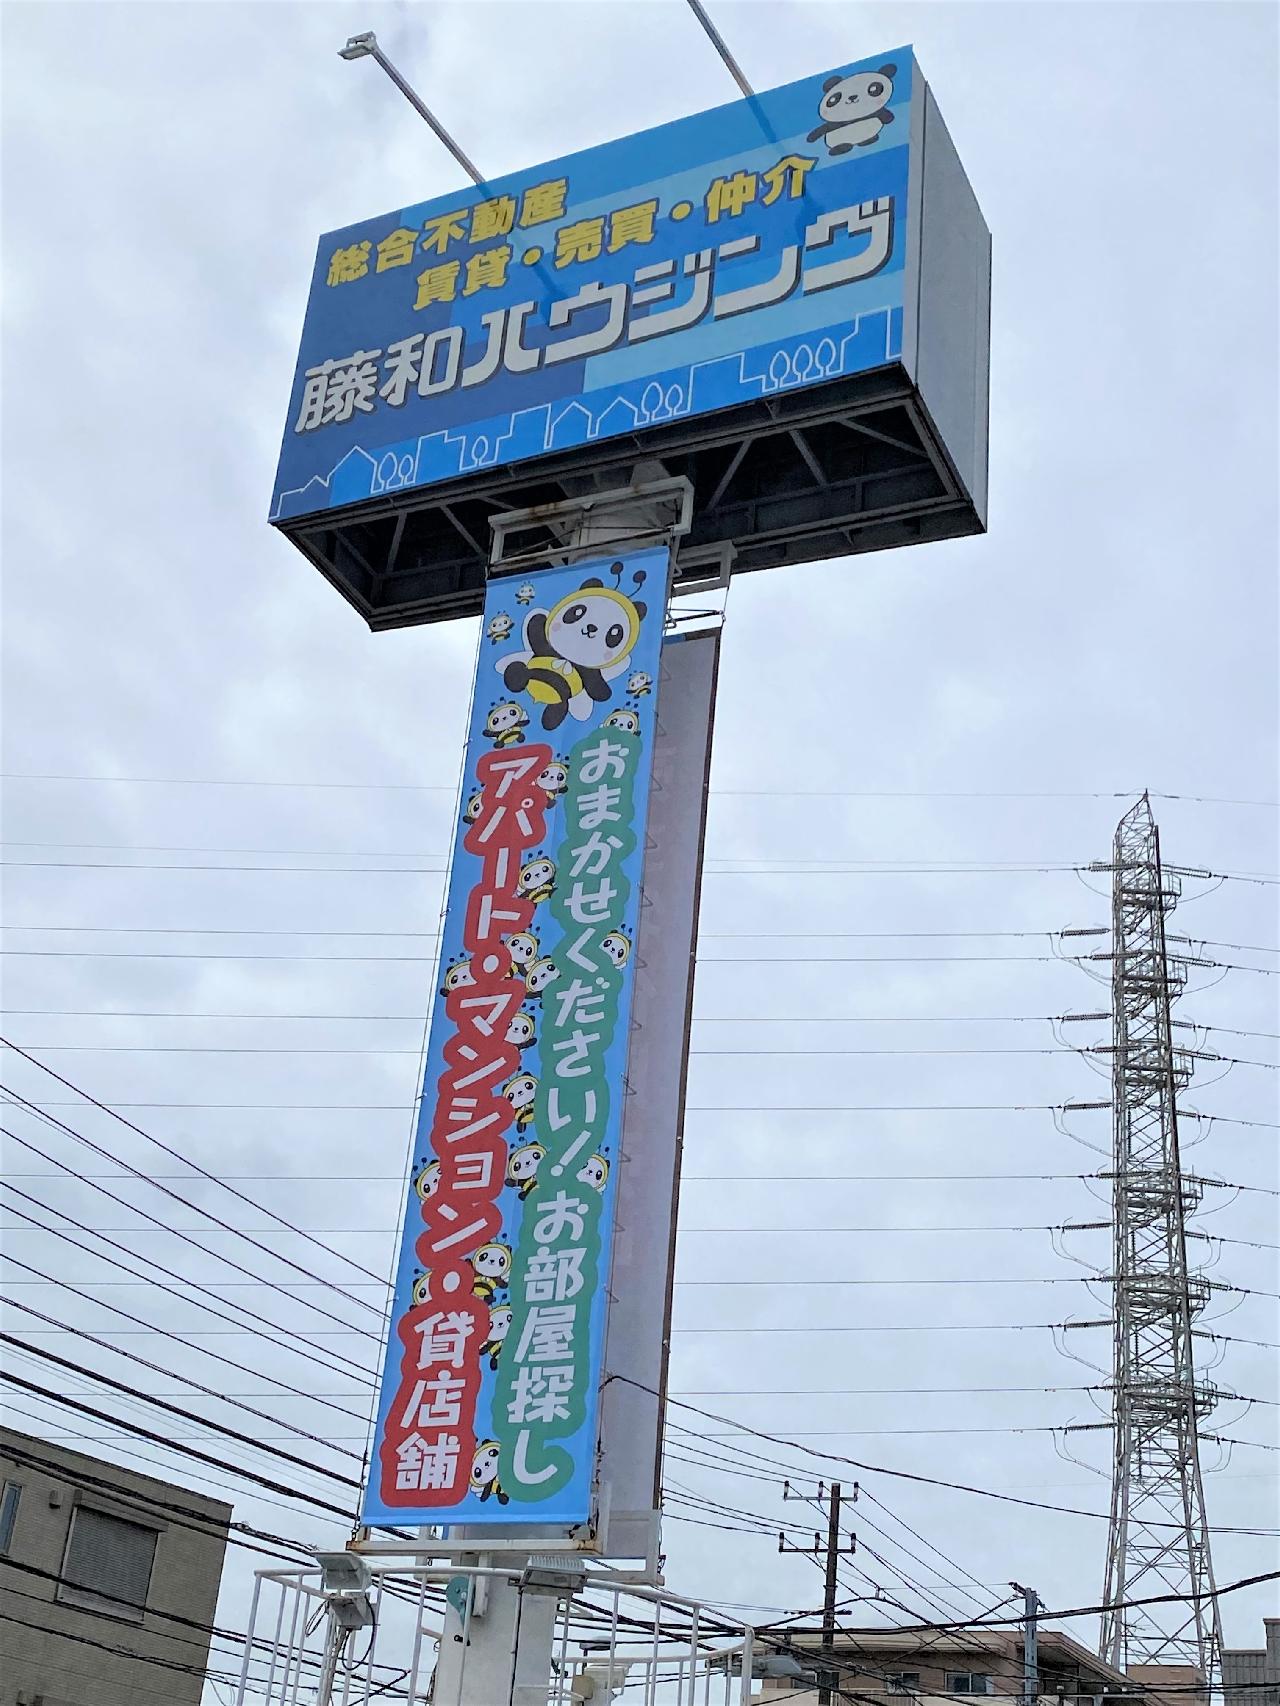 総合不動産
賃貸・売買・仲介
藤和ハウジング
おまかせください!お部屋探し
アパート・マンション・貸店舗